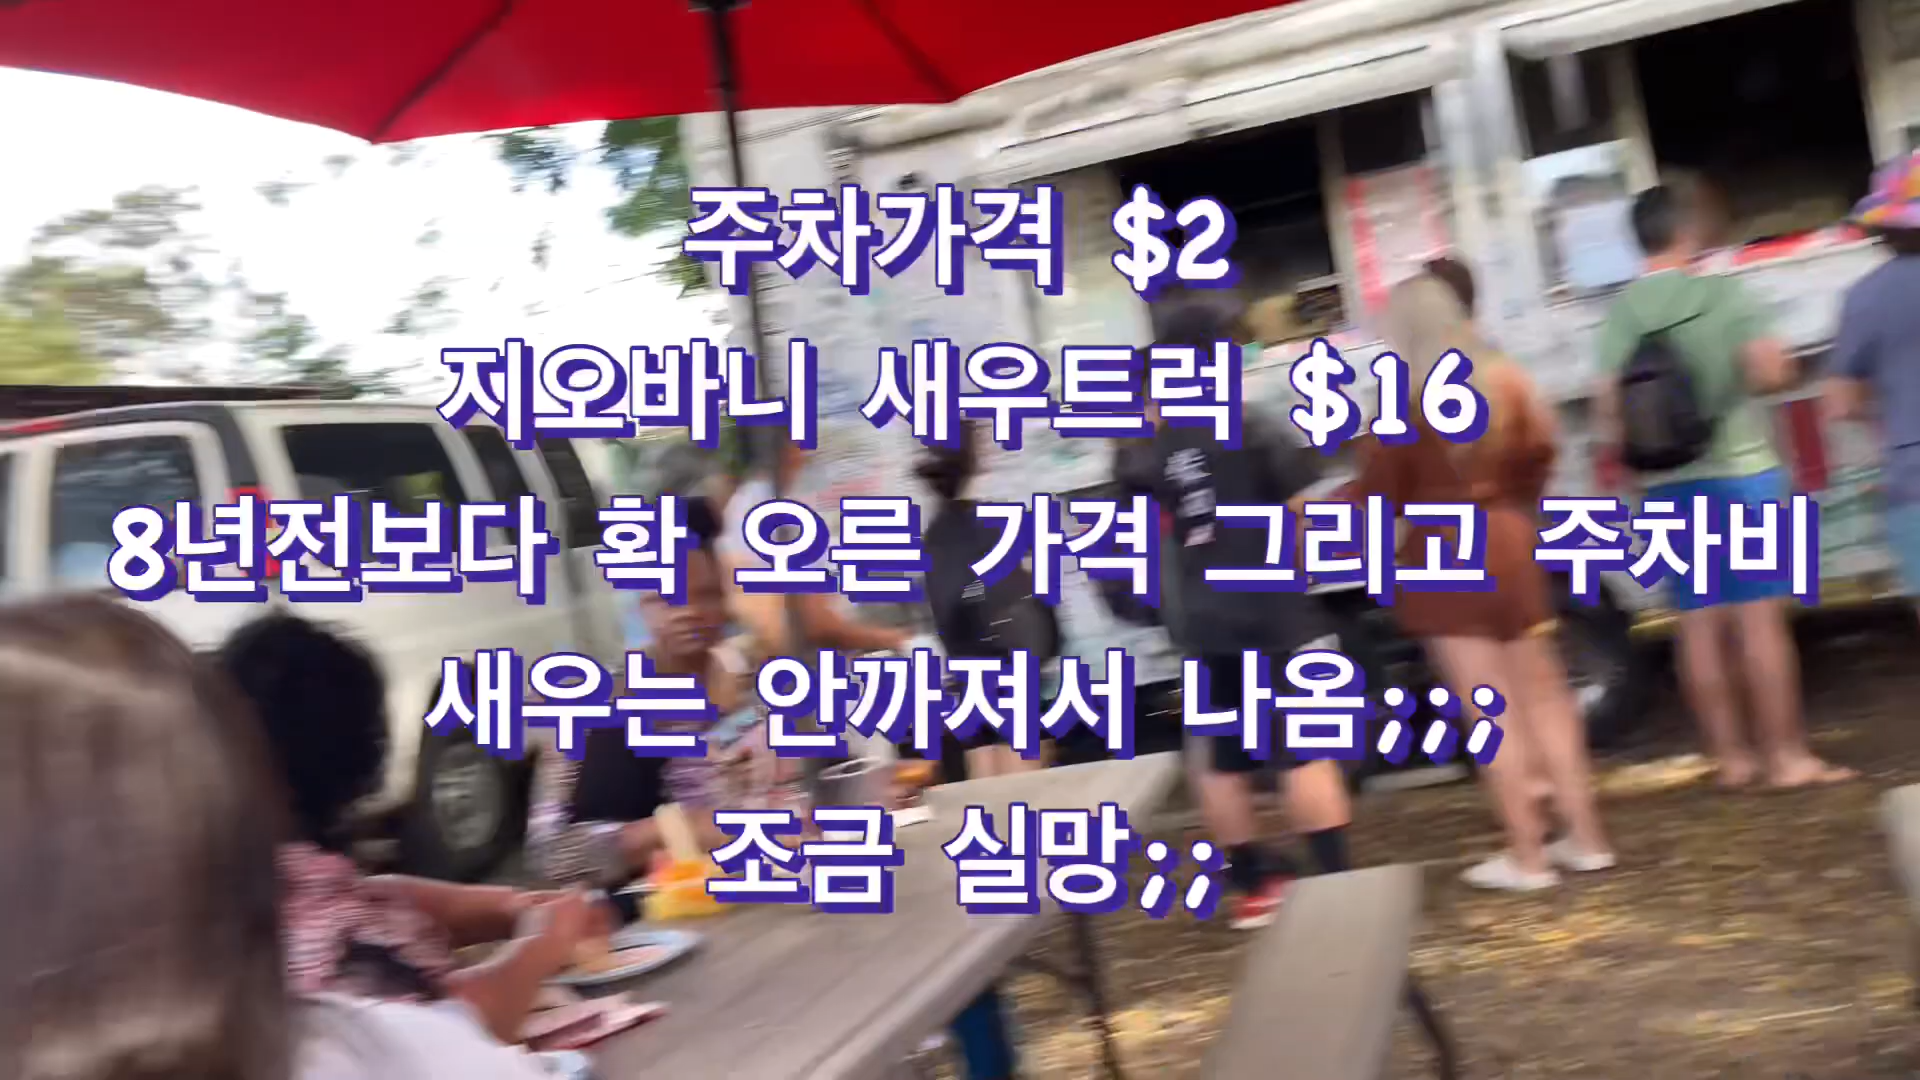 주차가격 $2
지오바니 새우트럭 $16
8년전보다 확 오른 가격 그리고 주차비
새우는 안까져서 나옴;;;
조금 실망;;